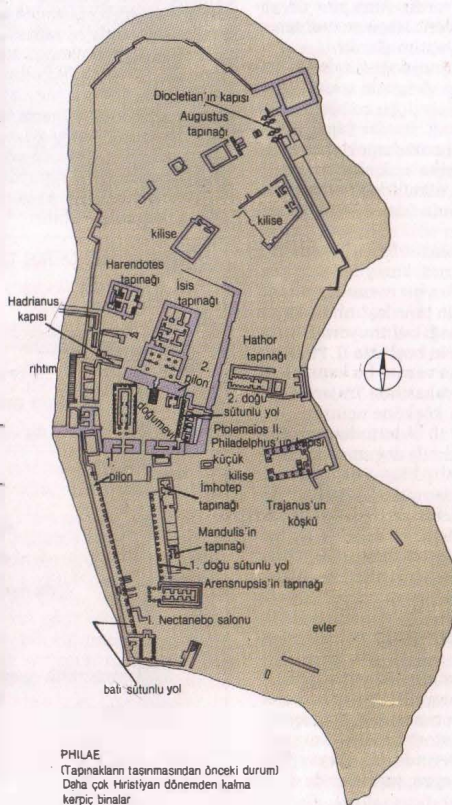 Diocletian'ın kapısı
Augustus
tapınağı
kilise
kilise
Harendotes
tapınağı
İsis
tapınağı
Hadrianus
kapısı
Hathor
tapınağı
rıhtım
2.
pilon
doğumevi
2. doğu
sütunlu yol
Ptolemaios II.
Philadelphus'un kapısı
küçük
kilise
1.
pilon
İmhotep
tapınağı
Trajanus'un
köşkü
Mandulis'in
tapınağı
1. doğu sütunlu yol
Arensnupsis'in tapınağı
I. Nectanebo salonu
evler
batı sütunlu yol
PHILAE
(Tapınakların taşınmasından önceki durum)
Daha çok Hıristiyan dönemden kalma
kerpiç binalar